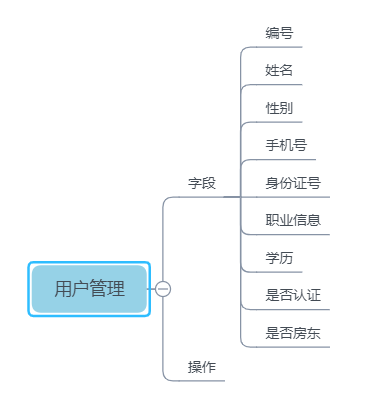 编号
姓名
性别
手机号
字段
身份证号
职业信息
学历
用户管理
是否认证
是否房东
操作